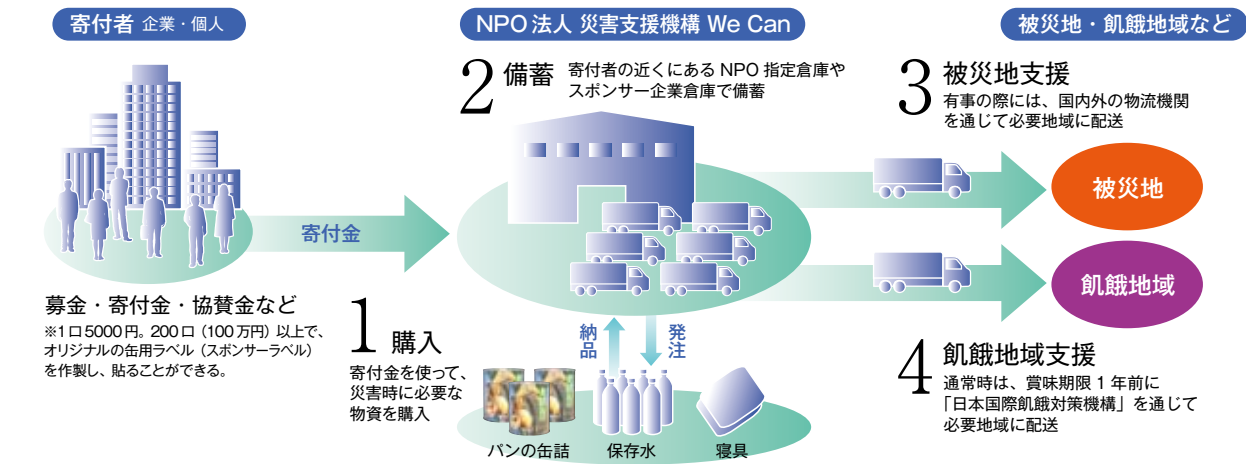 寄付者 企業・個人
NPO法人 災害支援機構 We Can
被災地・飢餓地域など
寄付金
募金・寄付金・協賛金など
※1口5000円。200口(100万円)以上で、
オリジナルの缶用ラベル(スポンサーラベル)
を作製し、貼ることができる。
1 購入
寄付金を使って、
災害時に必要な
物資を購入
2 備蓄
寄付者の近くにある NPO 指定倉庫や
スポンサー企業倉庫で備蓄
納品
発注
パンの缶詰
保存水
寝具
3 被災地支援
有事の際には、国内外の物流機関
を通じて必要地域に配送
被災地
飢餓地域
4 飢餓地域支援
通常時は、賞味期限 1 年前に
「日本国際飢餓対策機構」を通じて
必要地域に配送